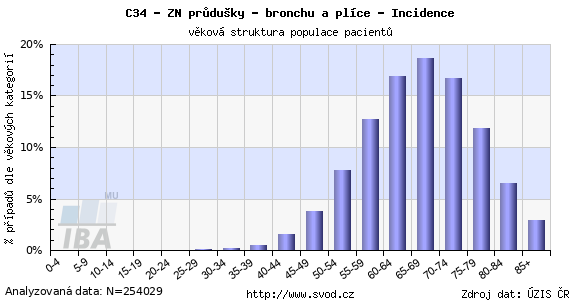 C34 - ZN průdušky - bronchu a plíce - Incidence
věková struktura populace pacientů
% případů dle věkových kategorií
20%
15%
10%
5%
0%
MU
IBA
0-4 5-9 10-14 15-19 20-24 25-29 30-34 35-39 40-44 45-49 50-54 55-59 60-64 65-69 70-74 75-79 80-84 85+
Analyzovaná data: N=254029 http://www.svod.cz Zdroj dat: ÚZIS ČR